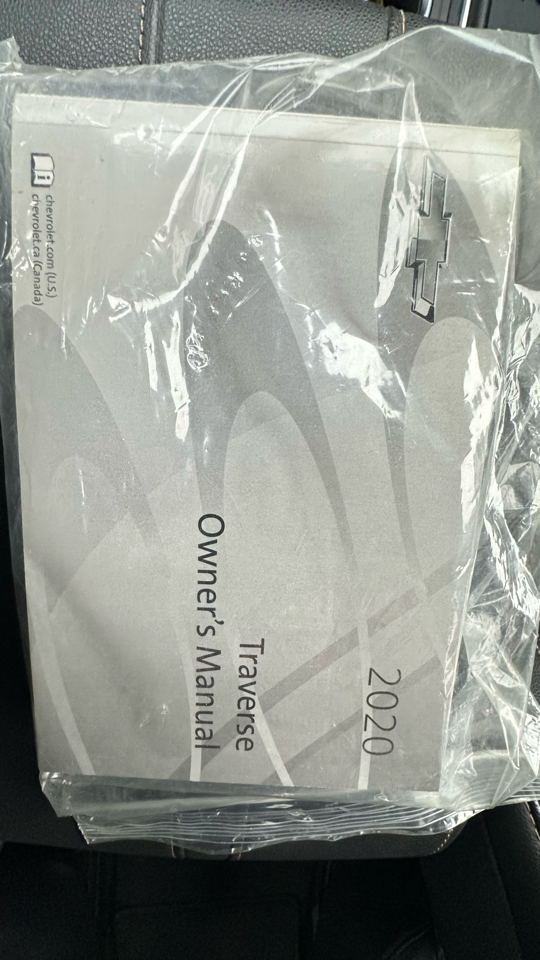 2020
Traverse
Owner's Manual
chevrolet.com (U.S.)
chevrolet.ca (Canada)